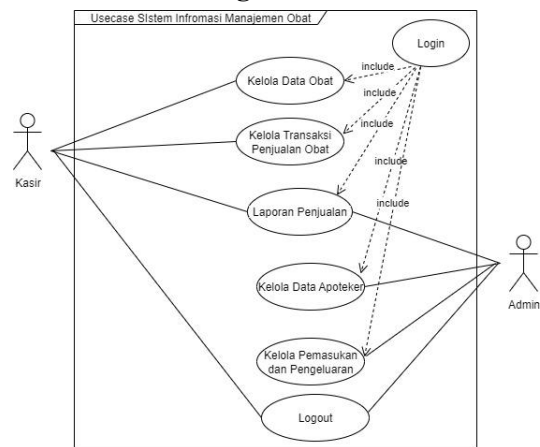 Usecase SIstem Infromasi Manajemen Obat
Login
include
Kelola Data Obat
include
include
Kelola Transaksi
Penjualan Obat
include
Kasir
include
Laporan Penjualan
Kelola Data Apoteker
Admin
Kelola Pemasukan
dan Pengeluaran
Logout